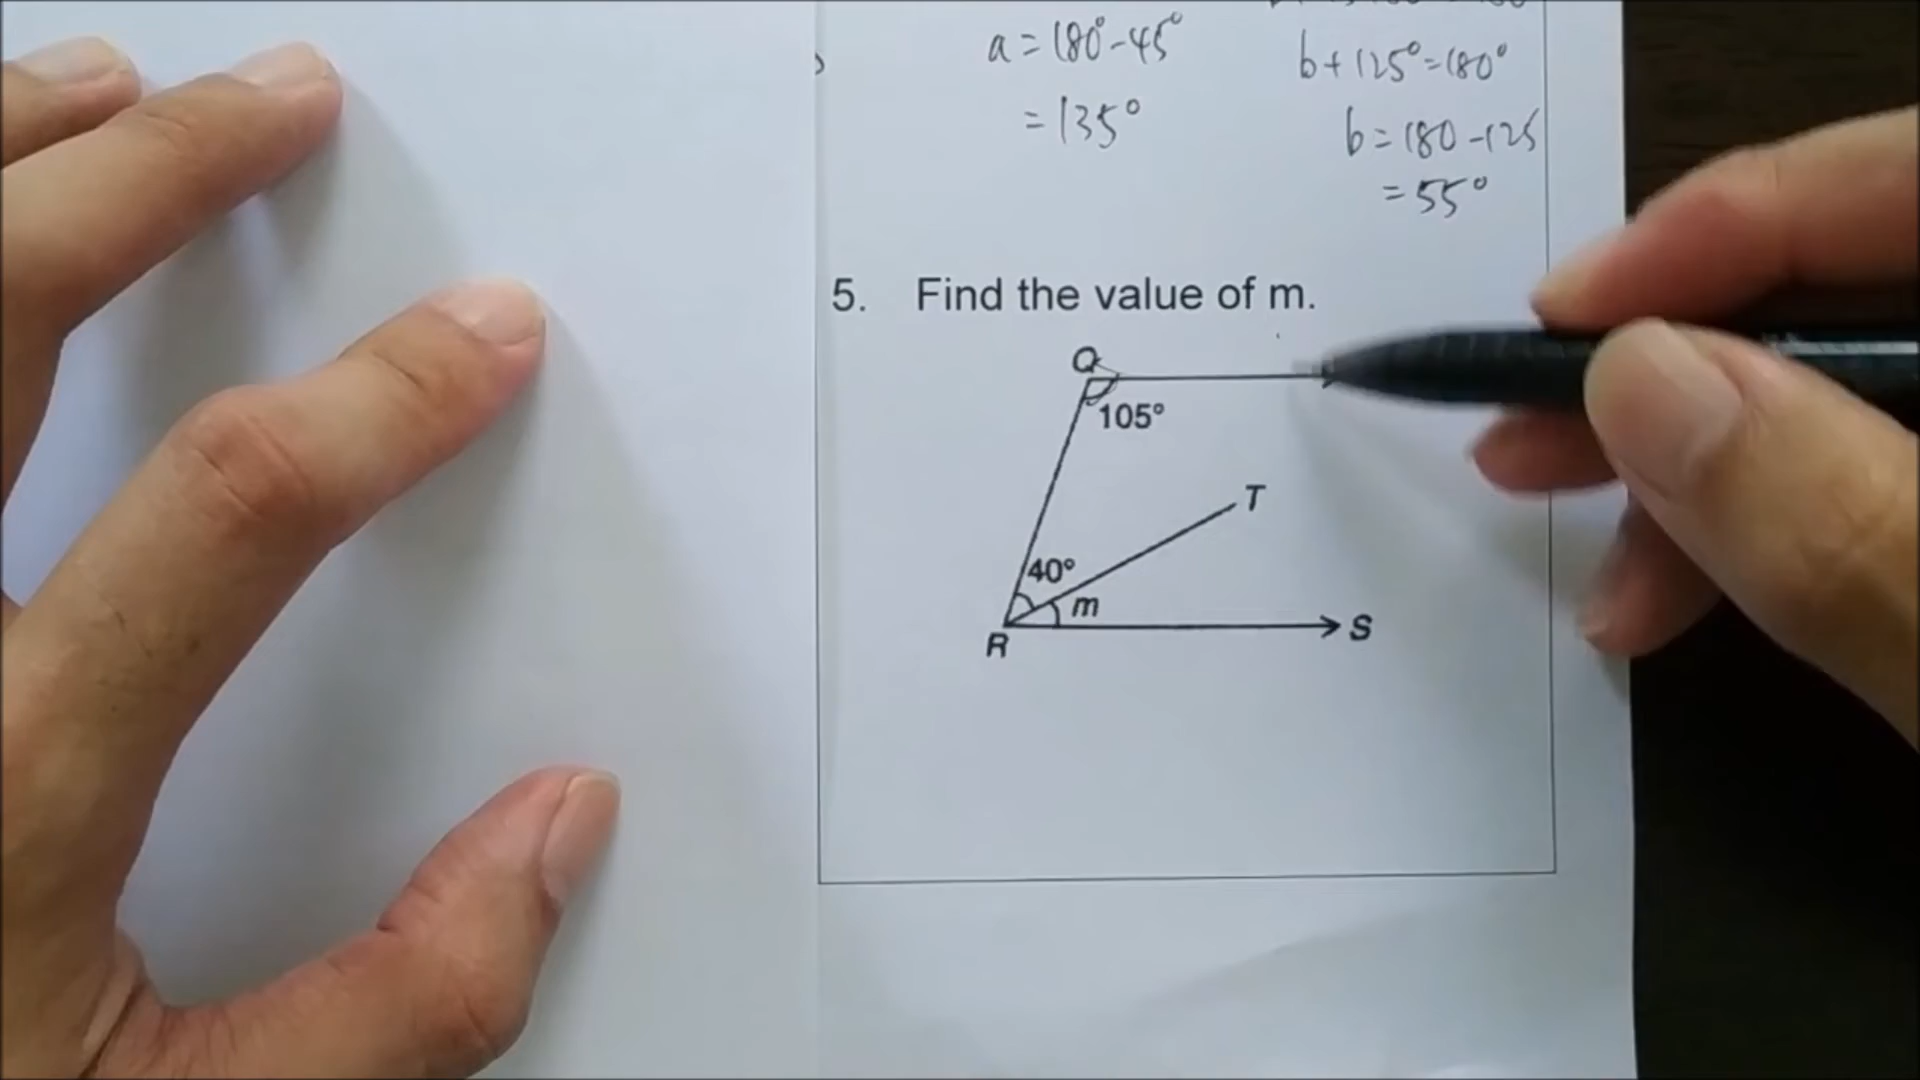 a = 180° - 45°
= 135°
b + 125° = 180°
b = 180 - 125
= 55°
5. Find the value of m.
Q
105°
T
40°
m
R
S